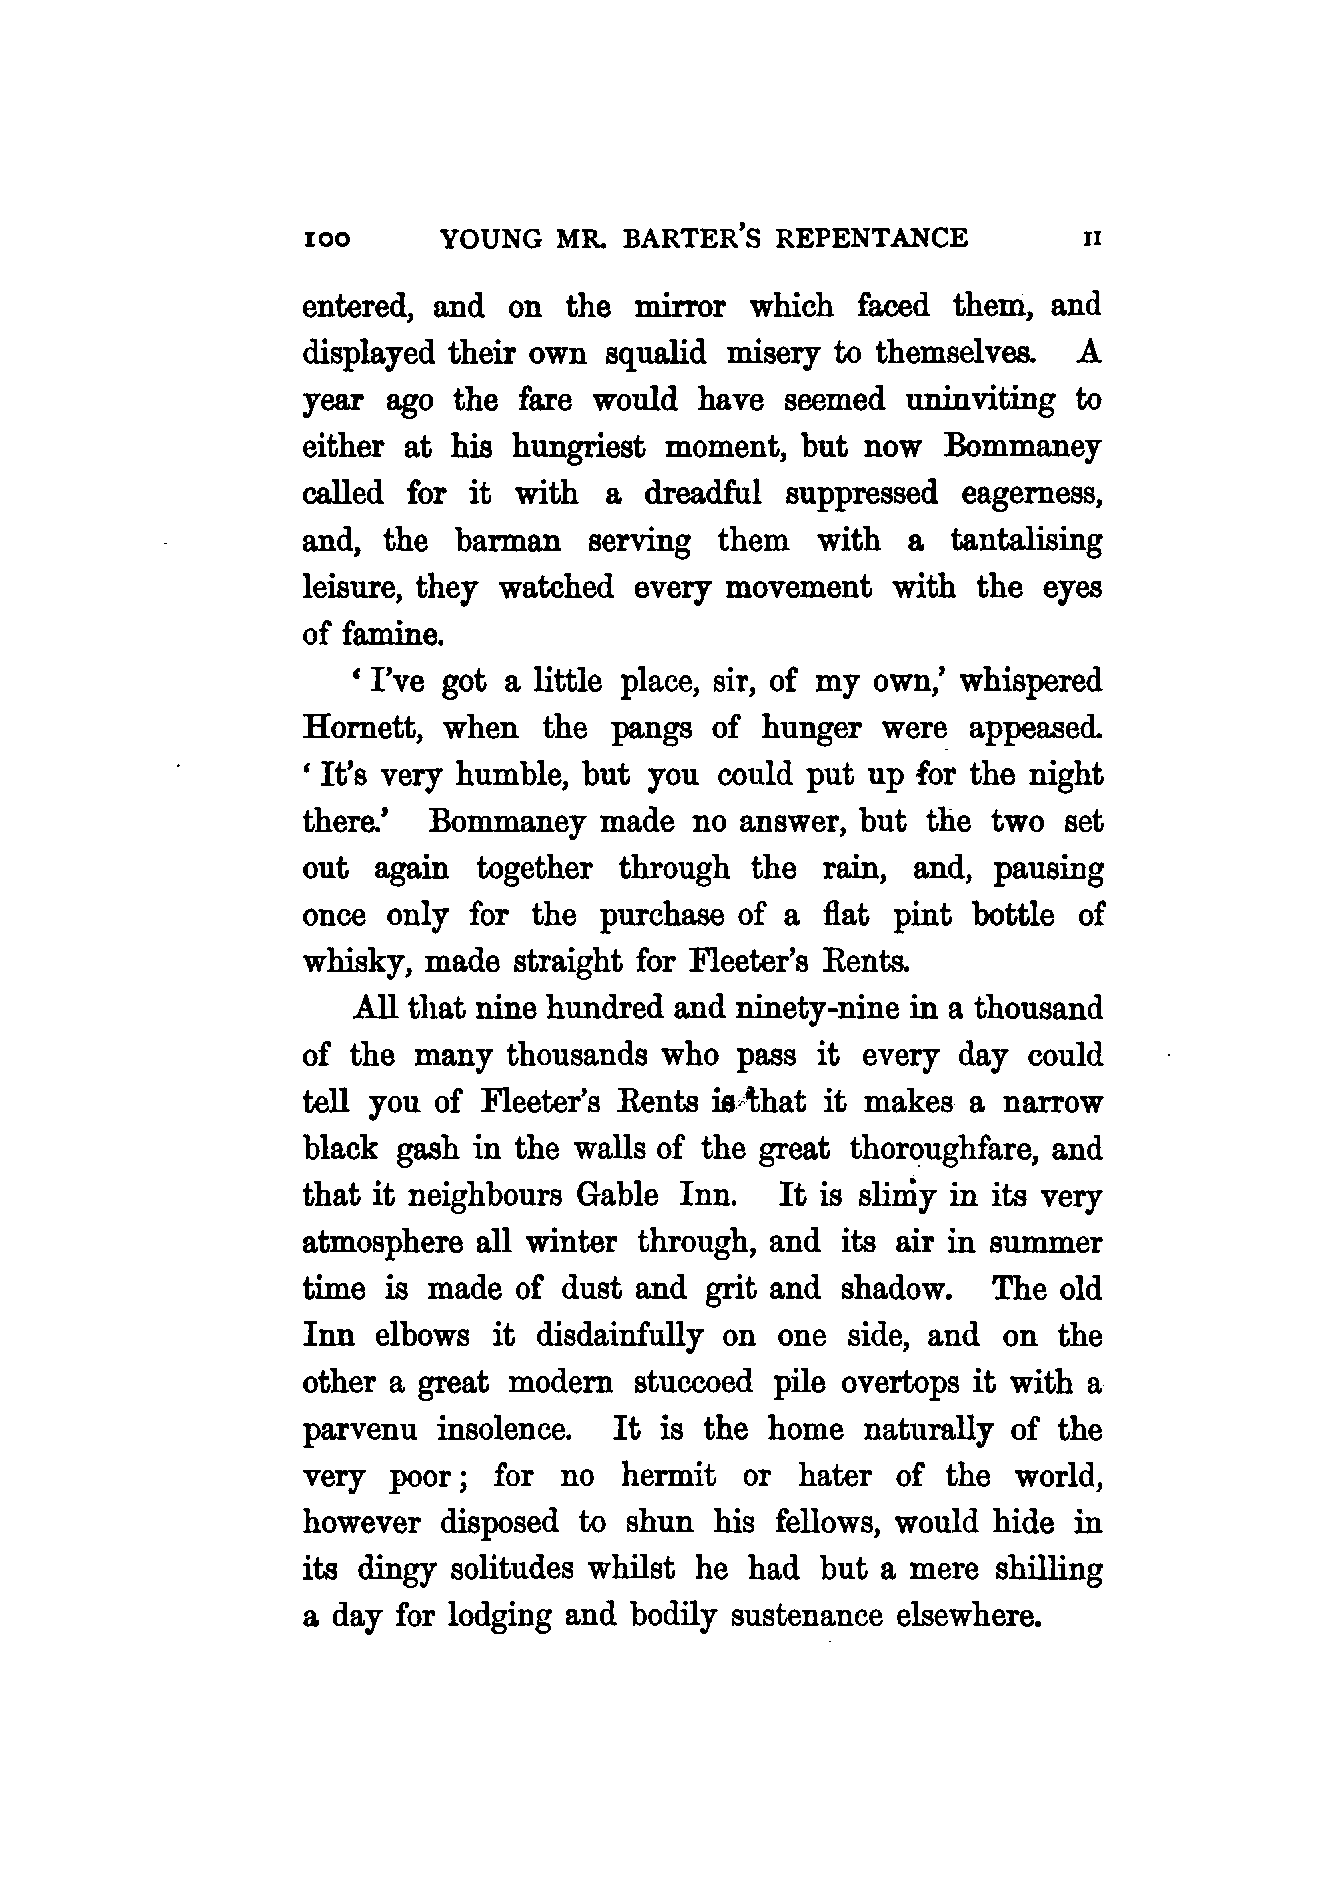 100 YOUNG MR. BARTER'S REPENTANCE II
entered, and on the mirror which faced them, and
displayed their own squalid misery to themselves. A
year ago the fare would have seemed uninviting to
either at his hungriest moment, but now Bommaney
called for it with a dreadful suppressed eagerness,
and, the barman serving them with a tantalising
leisure, they watched every movement with the eyes
of famine.
‘ I’ve got a little place, sir, of my own,’ whispered
Hornett, when the pangs of hunger were appeased.
‘ It’s very humble, but you could put up for the night
there.’ Bommaney made no answer, but the two set
out again together through the rain, and, pausing
once only for the purchase of a flat pint bottle of
whisky, made straight for Fleeter’s Rents.
All that nine hundred and ninety-nine in a thousand
of the many thousands who pass it every day could
tell you of Fleeter’s Rents is that it makes a narrow
black gash in the walls of the great thoroughfare, and
that it neighbours Gable Inn. It is slimy in its very
atmosphere all winter through, and its air in summer
time is made of dust and grit and shadow. The old
Inn elbows it disdainfully on one side, and on the
other a great modern stuccoed pile overtops it with a
parvenu insolence. It is the home naturally of the
very poor ; for no hermit or hater of the world,
however disposed to shun his fellows, would hide in
its dingy solitudes whilst he had but a mere shilling
a day for lodging and bodily sustenance elsewhere.